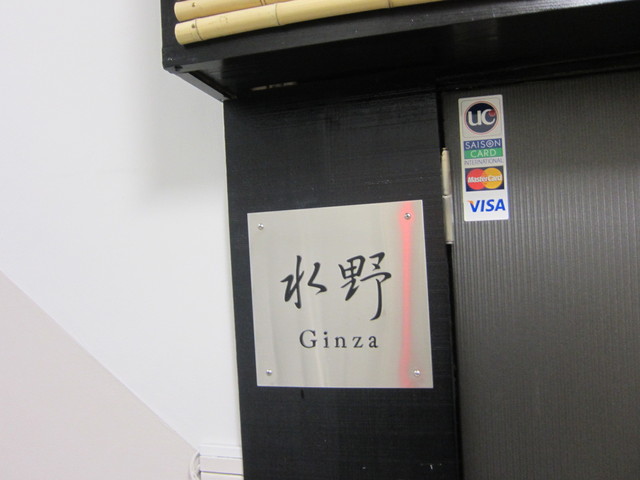 水野
Ginza
UC
SAISON
CARD
INTERNATIONAL
MasterCard
VISA